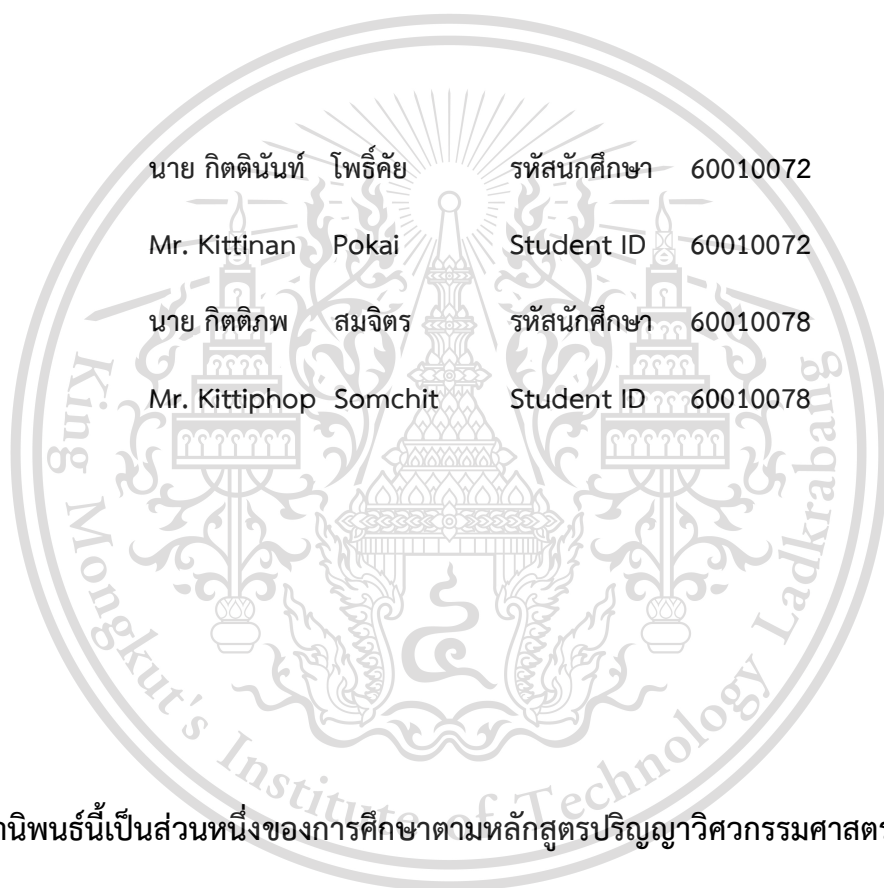 นาย กิตตินันท์ โพธิ์คัย รหัสนักศึกษา 60010072
Mr. Kittinan Pokai Student ID 60010072
นาย กิตติภพ สมจิตร รหัสนักศึกษา 60010078
Mr. Kittiphop Somchit Student ID 60010078
King Mongkut's Institute of Technology Ladkrabang
านิพนธ์นี้เป็นส่วนหนึ่งของการศึกษาตามหลักสูตรปริญญาวิศวกรรมศาสตร